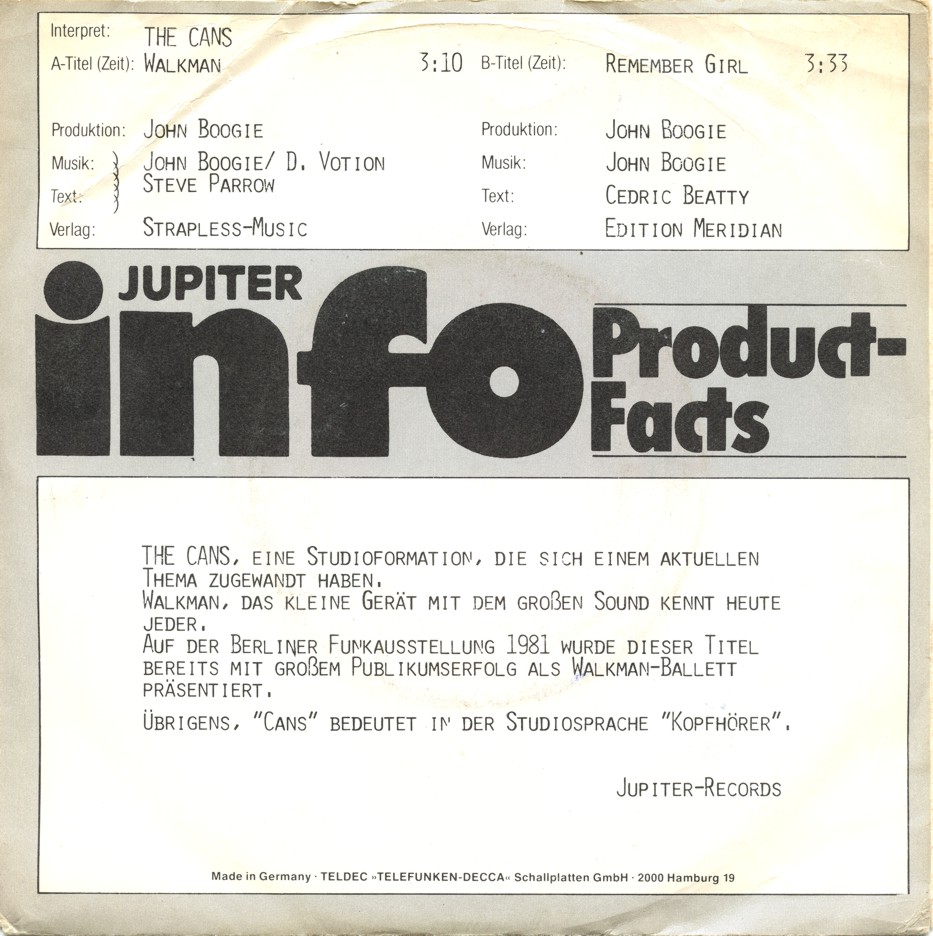 Interpret: THE CANS
A-Titel (Zeit): WALKMAN 3:10 B-Titel (Zeit): REMEMBER GIRL 3:33
Produktion: JOHN BOOGIE Produktion: JOHN BOOGIE
Musik: JOHN BOOGIE/ D. VOTION Musik: JOHN BOOGIE
STEVE PARROW
Text: Text: CEDRIC BEATTY
Verlag: STRAPLESS-MUSIC Verlag: EDITION MERIDIAN
JUPITER
info
Product-
Facts
THE CANS, EINE STUDIOFORMATION, DIE SICH EINEM AKTUELLEN
THEMA ZUGEWANDT HABEN.
WALKMAN, DAS KLEINE GERÄT MIT DEM GROßEN SOUND KENNT HEUTE
JEDER.
AUF DER BERLINER FUNKAUSSTELLUNG 1981 WURDE DIESER TITEL
BEREITS MIT GROßEM PUBLIKUMSERFOLG ALS WALKMAN-BALLETT
PRÄSENTIERT.
ÜBRIGENS, "CANS" BEDEUTET IN DER STUDIOSPRACHE "KOPFHÖRER".
JUPITER-RECORDS
Made in Germany · TELDEC »TELEFUNKEN-DECCA« Schallplatten GmbH · 2000 Hamburg 19